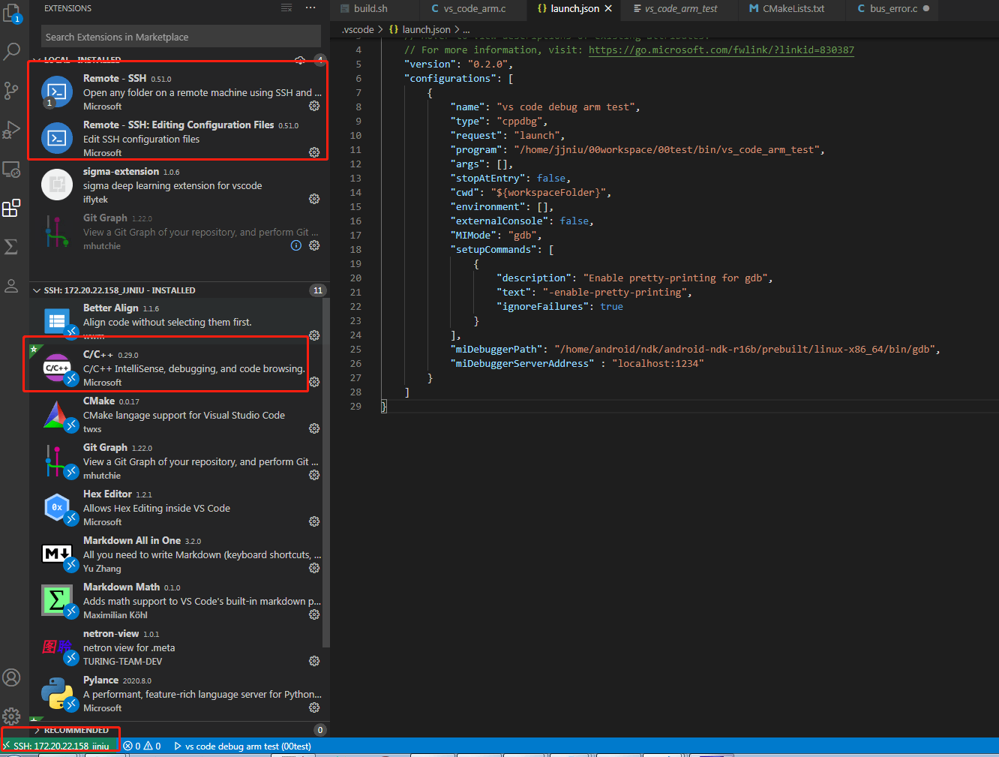 EXTENSIONS
Search Extensions in Marketplace
LOCAL - INSTALLED
4
Remote - SSH 0.51.0
Open any folder on a remote machine using SSH and ...
Microsoft
1
Remote - SSH: Editing Configuration Files 0.51.0
Edit SSH configuration files
Microsoft
sigma-extension 1.0.6
sigma deep learning extension for vscode
iflytek
Git Graph 1.22.0
View a Git Graph of your repository, and perform Git ...
mhutchie
SSH: 172.20.22.158_JJNIU - INSTALLED
11
Better Align 1.1.6
Align code without selecting them first.
wwm
C/C++ 0.29.0
C/C++
C/C++ IntelliSense, debugging, and code browsing.
Microsoft
CMake 0.0.17
CMake langage support for Visual Studio Code
twxs
Git Graph 1.22.0
View a Git Graph of your repository, and perform Git ...
mhutchie
Hex Editor 1.2.1
0x
Allows Hex Editing inside VS Code
Microsoft
Markdown All in One 3.2.0
M
All you need to write Markdown (keyboard shortcuts, ...
Yu Zhang
Markdown Math 0.1.0
Σ
Adds math support to VS Code's built-in markdown p...
Maximilian Köhl
netron-view 1.0.1
netron view for .meta
TURING-TEAM-DEV
Pylance 2020.8.0
A performant, feature-rich language server for Python...
Microsoft
RECOMMENDED
0
1
build.sh
C vs_code_arm.c
{} launch.json
vs_code_arm_test
M CMakeLists.txt
C bus_error.c
.vscode > {} launch.json > ...
3 // Hover to view descriptions of existing attributes.
4 // For more information, visit: https://go.microsoft.com/fwlink/?linkid=830387
5 "version": "0.2.0",
6 "configurations": [
7 {
8 "name": "vs code debug arm test",
9 "type": "cppdbg",
10 "request": "launch",
11 "program": "/home/jjniu/00workspace/00test/bin/vs_code_arm_test",
12 "args": [],
13 "stopAtEntry": false,
14 "cwd": "${workspaceFolder}",
15 "environment": [],
16 "externalConsole": false,
17 "MIMode": "gdb",
18 "setupCommands": [
19 {
20 "description": "Enable pretty-printing for gdb",
21 "text": "-enable-pretty-printing",
22 "ignoreFailures": true
23 }
24 ],
25 "miDebuggerPath": "/home/android/ndk/android-ndk-r16b/prebuilt/linux-x86_64/bin/gdb",
26 "miDebuggerServerAddress" : "localhost:1234"
27 }
28 ]
29 }
SSH: 172.20.22.158_jjniu
0 0
vs code debug arm test (00test)